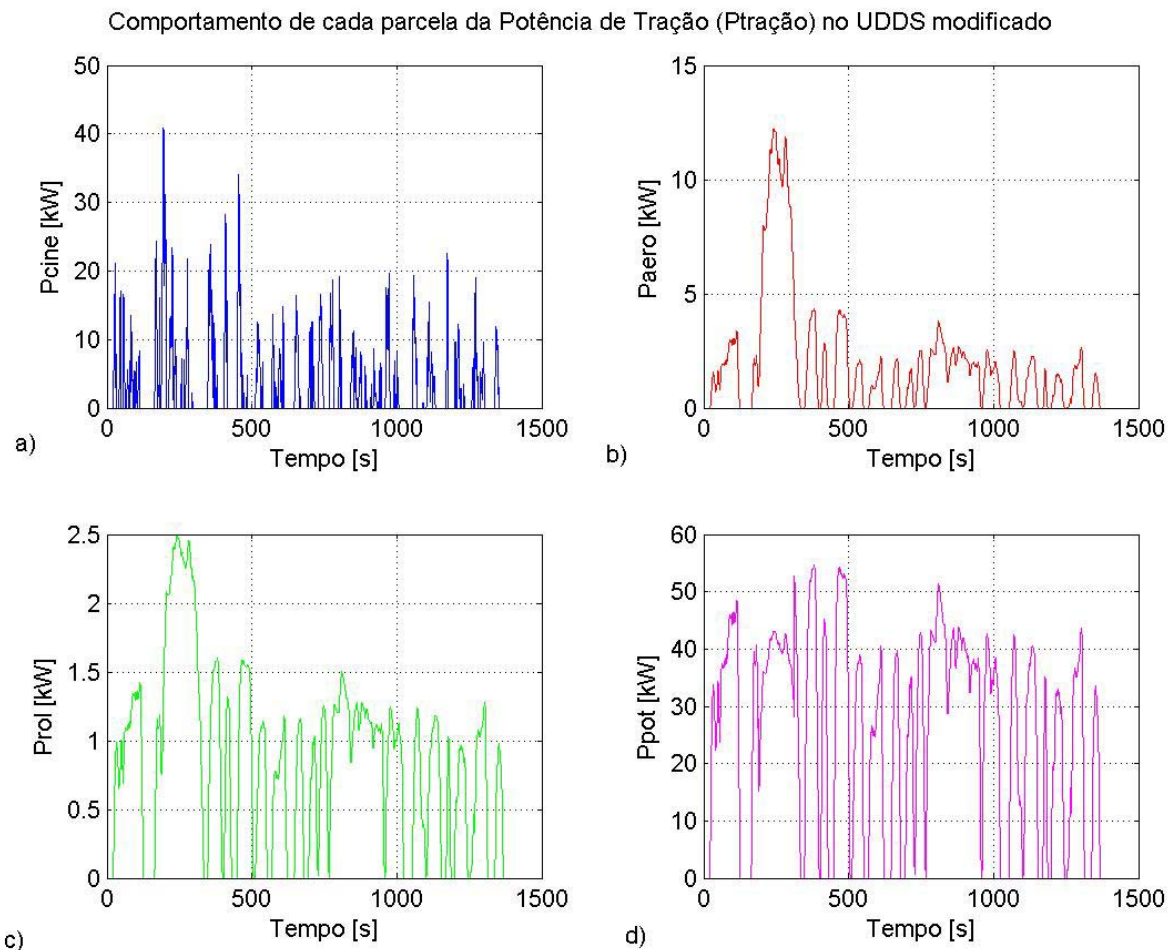 Comportamento de cada parcela da Potência de Tração (Ptração) no UDDS modificado
50
40
30
20
10
0
Pcine [kW]
0 500 1000 1500
Tempo [s]
a)
15
10
5
0
Paero [kW]
0 500 1000 1500
Tempo [s]
b)
2.5
2
1.5
1
0.5
0
Prol [kW]
0 500 1000 1500
Tempo [s]
c)
60
50
40
30
20
10
0
Ppot [kW]
0 500 1000 1500
Tempo [s]
d)